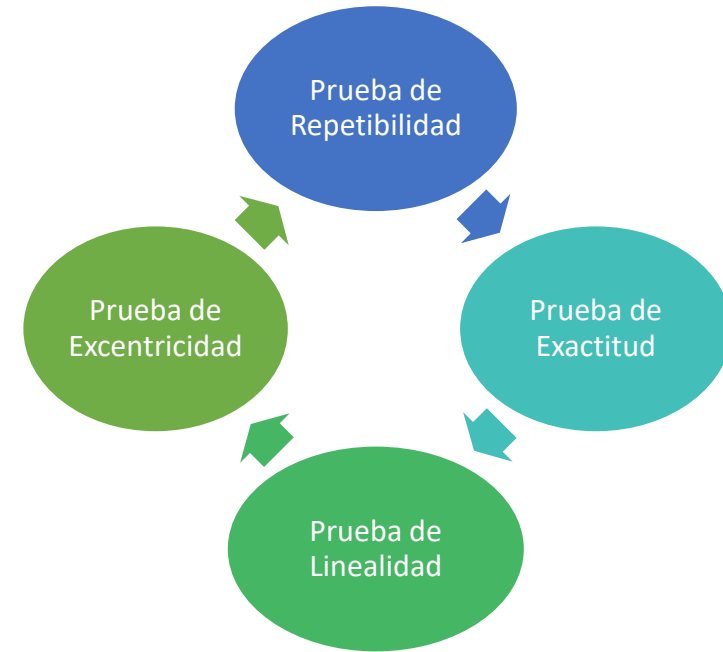 Prueba de
Repetibilidad
Prueba de
Exactitud
Prueba de
Linealidad
Prueba de
Excentricidad